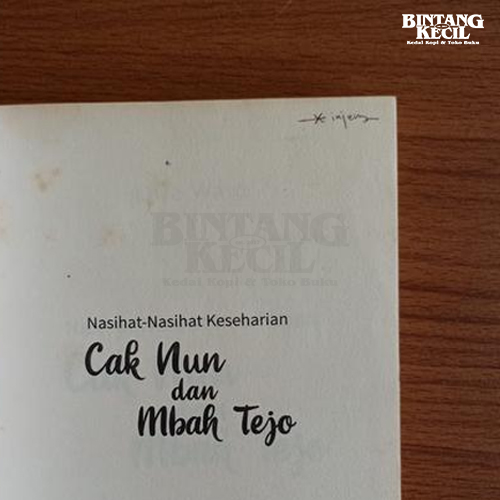 BINTANG
KECIL
Kedai Kopi & Toko Buku
BINTANG
KECIL
Kedai Kopi & Toko Buku
Nasihat-Nasihat Keseharian
Cak Nun
dan
Mbah Tejo